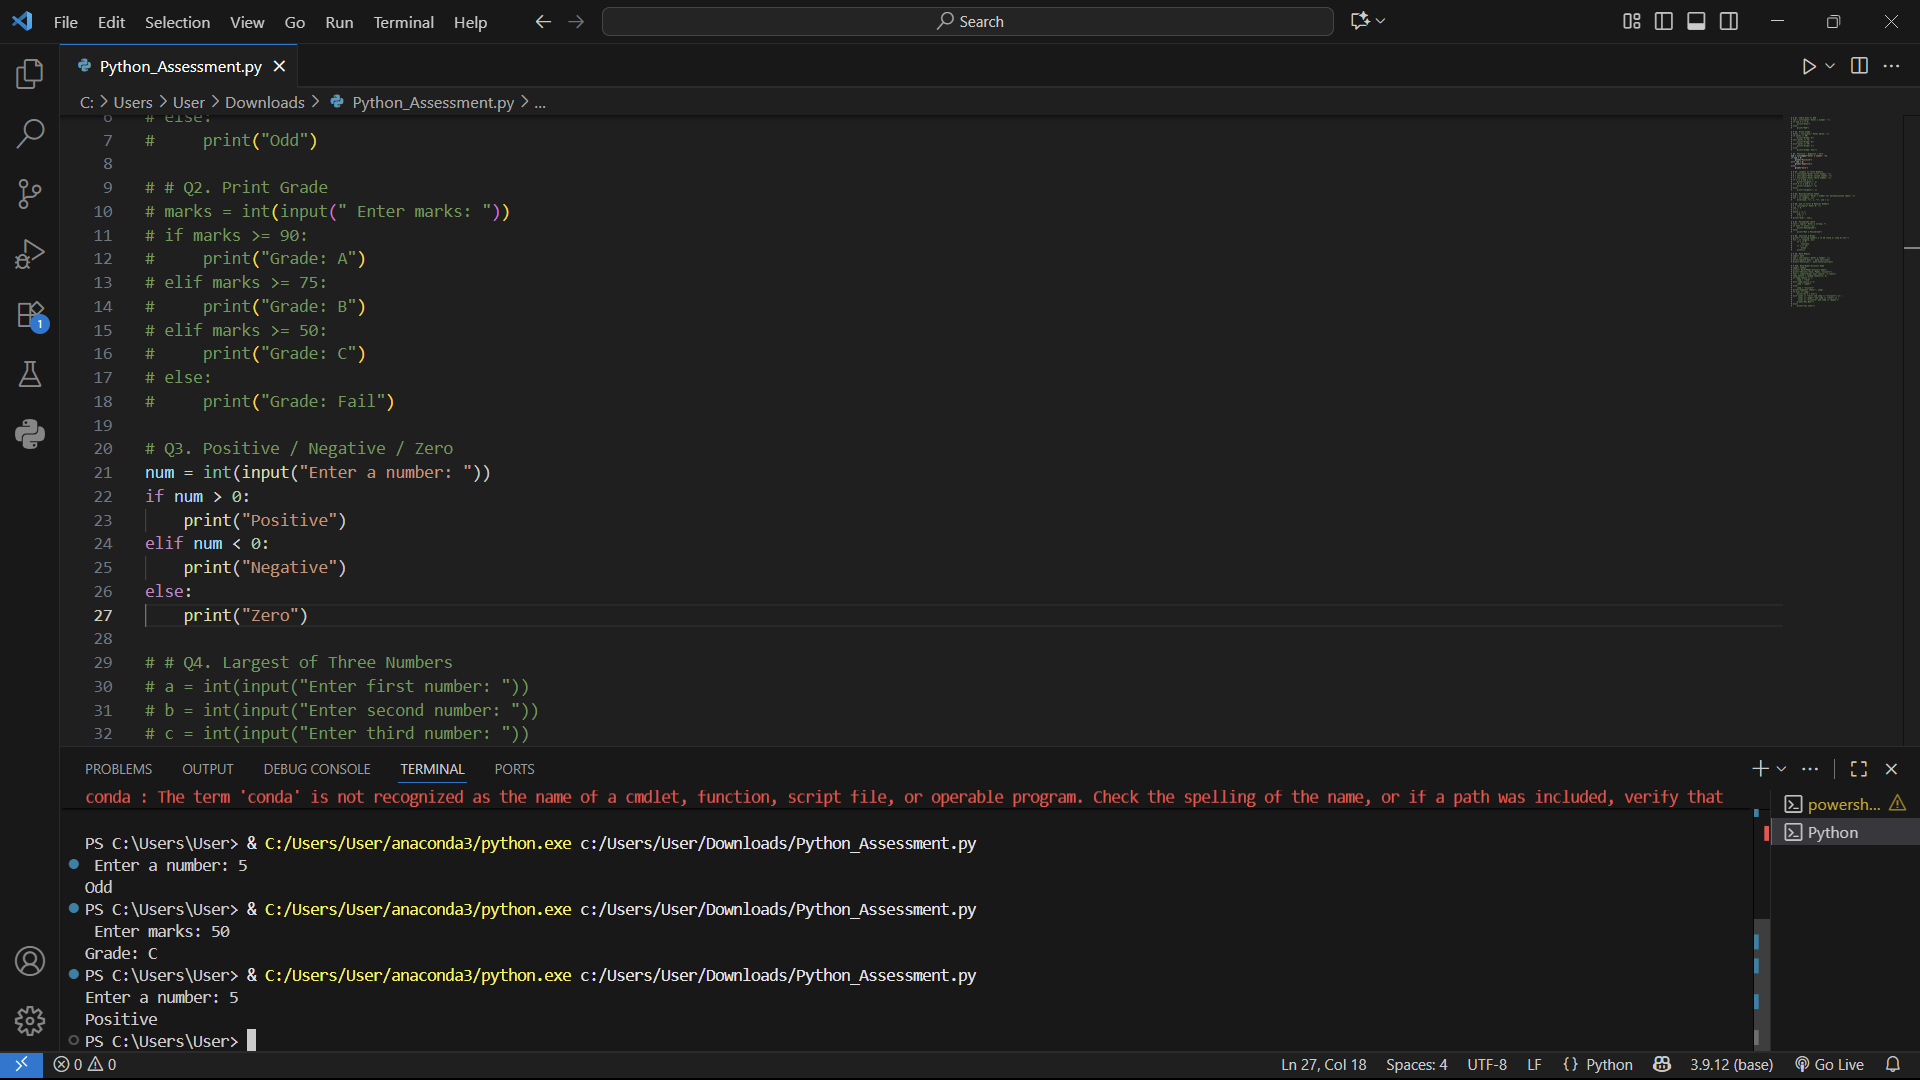 File Edit Selection View Go Run Terminal Help
Search
Python_Assessment.py
C: > Users > User > Downloads > Python_Assessment.py > ...
6 # else:
7 #     print("Odd")
8
9 # # Q2. Print Grade
10 # marks = int(input(" Enter marks: "))
11 # if marks >= 90:
12 #     print("Grade: A")
13 # elif marks >= 75:
14 #     print("Grade: B")
15 # elif marks >= 50:
16 #     print("Grade: C")
17 # else:
18 #     print("Grade: Fail")
19
20 # Q3. Positive / Negative / Zero
21 num = int(input("Enter a number: "))
22 if num > 0:
23     print("Positive")
24 elif num < 0:
25     print("Negative")
26 else:
27     print("Zero")
28
29 # # Q4. Largest of Three Numbers
30 # a = int(input("Enter first number: "))
31 # b = int(input("Enter second number: "))
32 # c = int(input("Enter third number: "))
1
PROBLEMS OUTPUT DEBUG CONSOLE TERMINAL PORTS
conda : The term 'conda' is not recognized as the name of a cmdlet, function, script file, or operable program. Check the spelling of the name, or if a path was included, verify that
PS C:\Users\User> & C:/Users/User/anaconda3/python.exe c:/Users/User/Downloads/Python_Assessment.py
 Enter a number: 5
Odd
PS C:\Users\User> & C:/Users/User/anaconda3/python.exe c:/Users/User/Downloads/Python_Assessment.py
 Enter marks: 50
Grade: C
PS C:\Users\User> & C:/Users/User/anaconda3/python.exe c:/Users/User/Downloads/Python_Assessment.py
Enter a number: 5
Positive
PS C:\Users\User>
powersh...
Python
0 0 Ln 27, Col 18 Spaces: 4 UTF-8 LF {} Python 3.9.12 (base) Go Live